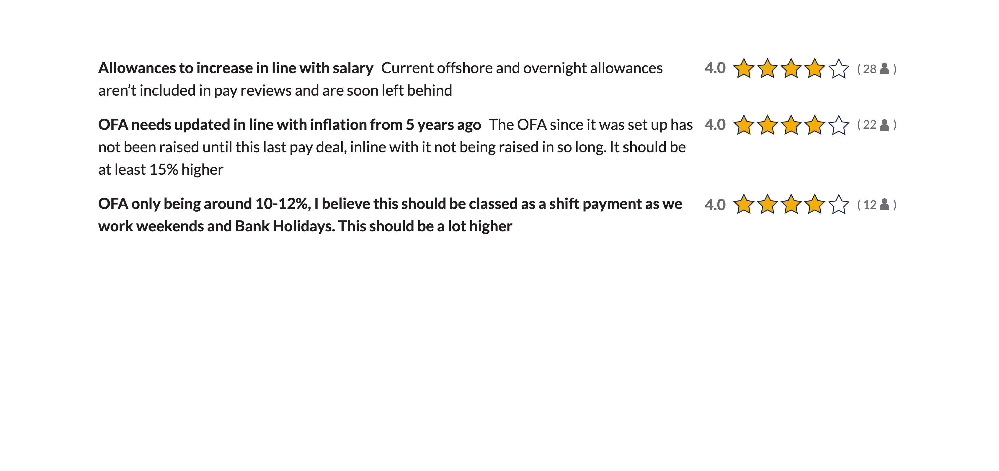 Allowances to increase in line with salary  Current offshore and overnight allowances 4.0 ( 28 )
aren’t included in pay reviews and are soon left behind
OFA needs updated in line with inflation from 5 years ago  The OFA since it was set up has 4.0 ( 22 )
not been raised until this last pay deal, inline with it not being raised in so long. It should be
at least 15% higher
OFA only being around 10-12%, I believe this should be classed as a shift payment as we 4.0 ( 12 )
work weekends and Bank Holidays. This should be a lot higher